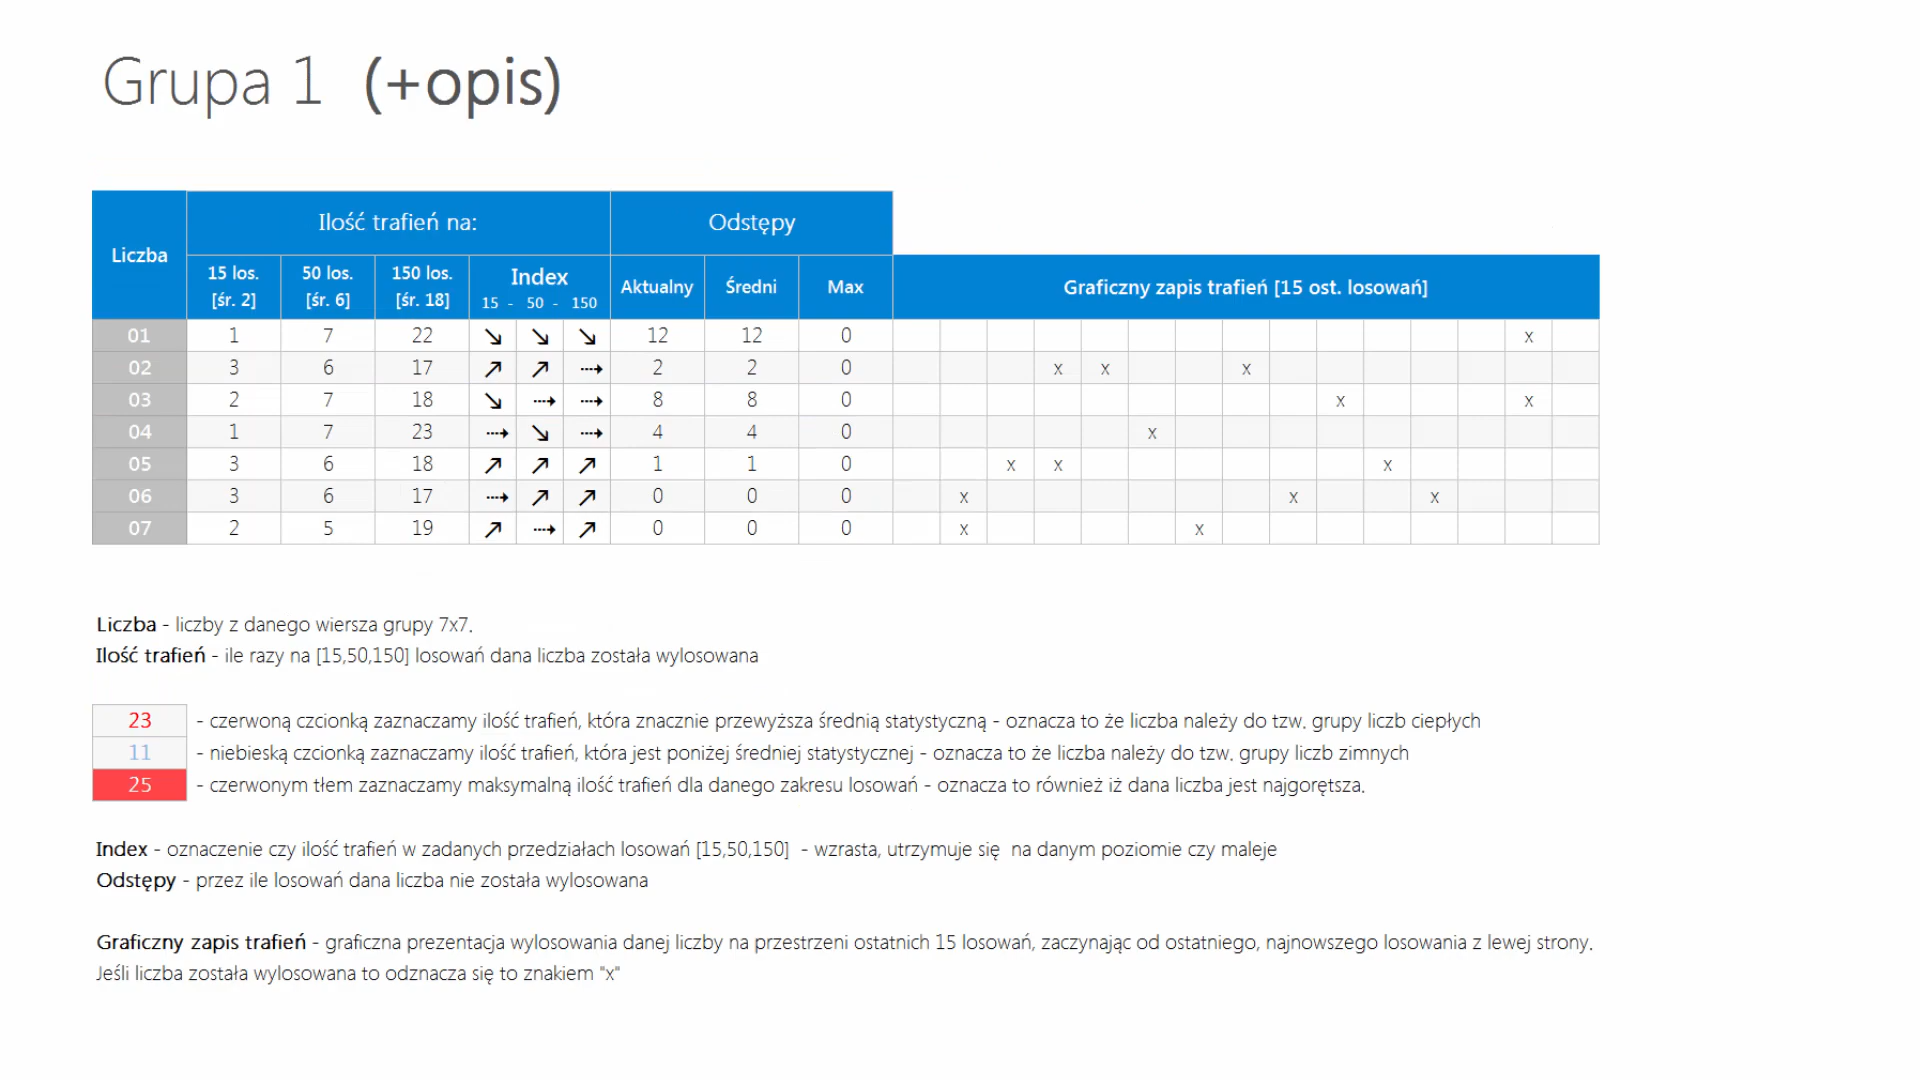 Grupa 1 (+opis)
Ilość trafień na: Odstępy
Liczba
15 los. 50 los. 150 los. Index Aktualny Średni Max Graficzny zapis trafień [15 ost. losowań]
[śr. 2] [śr. 6] [śr. 18] 15 - 50 - 150
01 1 7 22 ↘ ↘ ↘ 12 12 0 x
02 3 6 17 ↗ ↗ ⇢ 2 2 0 x x x
03 2 7 18 ↘ ⇢ ⇢ 8 8 0 x x
04 1 7 23 ⇢ ↘ ⇢ 4 4 0 x
05 3 6 18 ↗ ↗ ↗ 1 1 0 x x x
06 3 6 17 ⇢ ↗ ↗ 0 0 0 x x x
07 2 5 19 ↗ ⇢ ↗ 0 0 0 x x
Liczba - liczby z danego wiersza grupy 7x7.
Ilość trafień - ile razy na [15,50,150] losowań dana liczba została wylosowana
23 - czerwoną czcionką zaznaczamy ilość trafień, która znacznie przewyższa średnią statystyczną - oznacza to że liczba należy do tzw. grupy liczb ciepłych
11 - niebieską czcionką zaznaczamy ilość trafień, która jest poniżej średniej statystycznej - oznacza to że liczba należy do tzw. grupy liczb zimnych
25 - czerwonym tłem zaznaczamy maksymalną ilość trafień dla danego zakresu losowań - oznacza to również iż dana liczba jest najgorętsza.
Index - oznaczenie czy ilość trafień w zadanych przedziałach losowań [15,50,150] - wzrasta, utrzymuje się na danym poziomie czy maleje
Odstępy - przez ile losowań dana liczba nie została wylosowana
Graficzny zapis trafień - graficzna prezentacja wylosowania danej liczby na przestrzeni ostatnich 15 losowań, zaczynając od ostatniego, najnowszego losowania z lewej strony.
Jeśli liczba została wylosowana to odznacza się to znakiem "x"